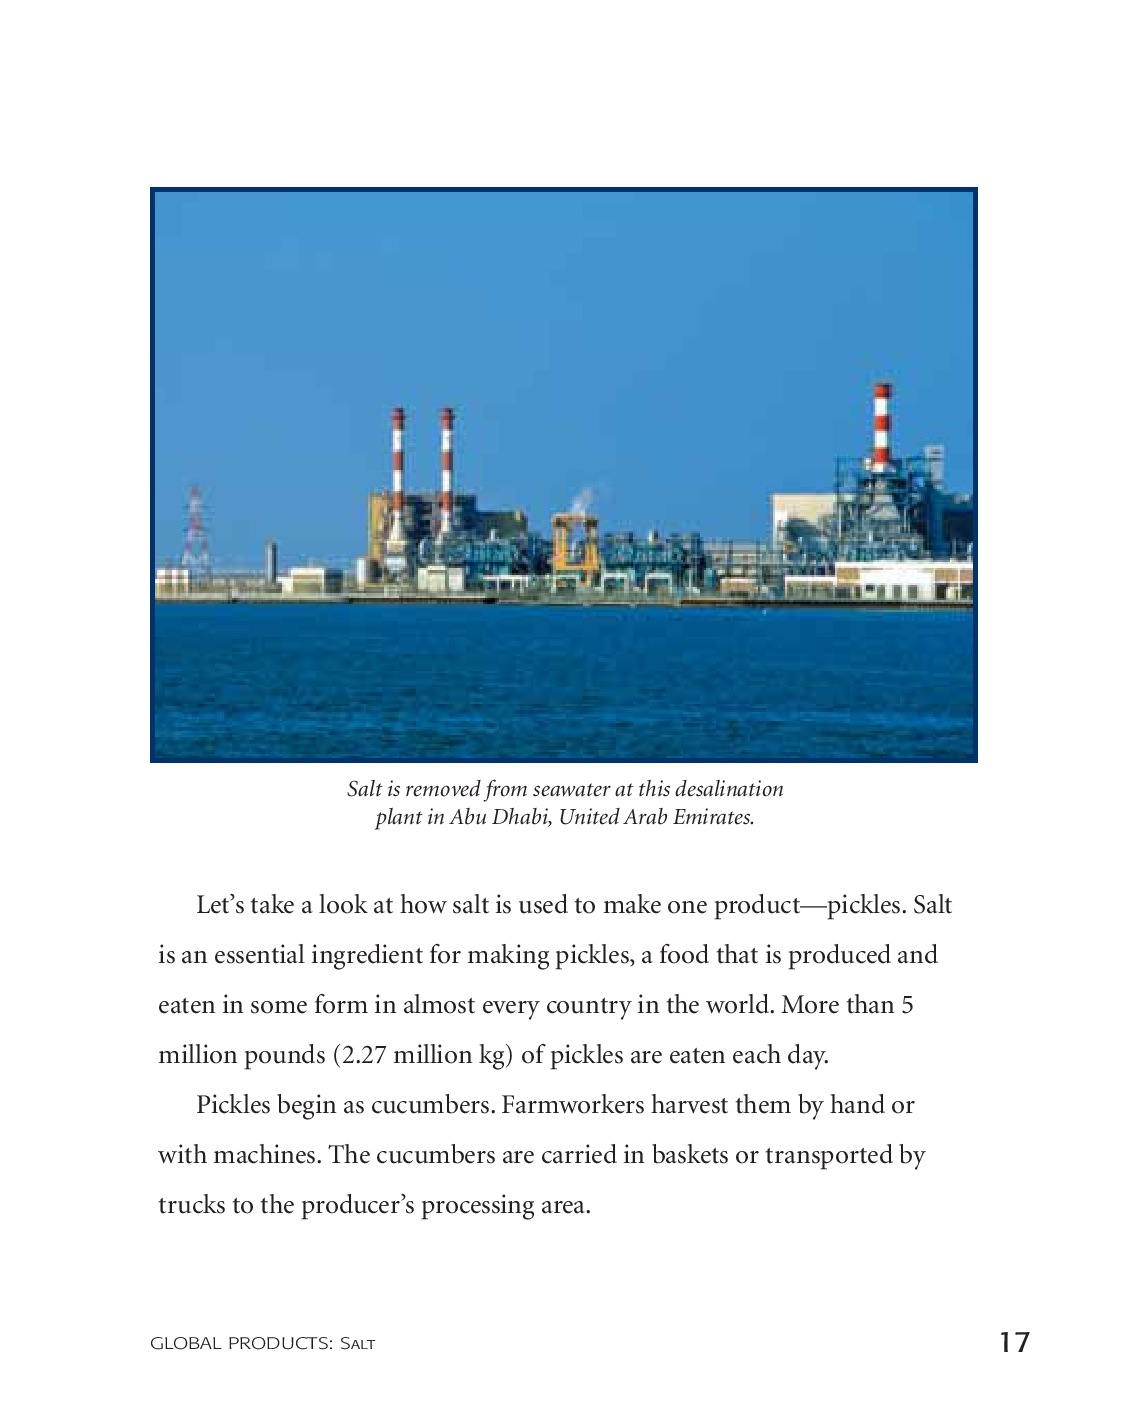 Salt is removed from seawater at this desalination
plant in Abu Dhabi, United Arab Emirates.
Let’s take a look at how salt is used to make one product—pickles. Salt
is an essential ingredient for making pickles, a food that is produced and
eaten in some form in almost every country in the world. More than 5
million pounds (2.27 million kg) of pickles are eaten each day.
Pickles begin as cucumbers. Farmworkers harvest them by hand or
with machines. The cucumbers are carried in baskets or transported by
trucks to the producer’s processing area.
GLOBAL PRODUCTS: SALT
17